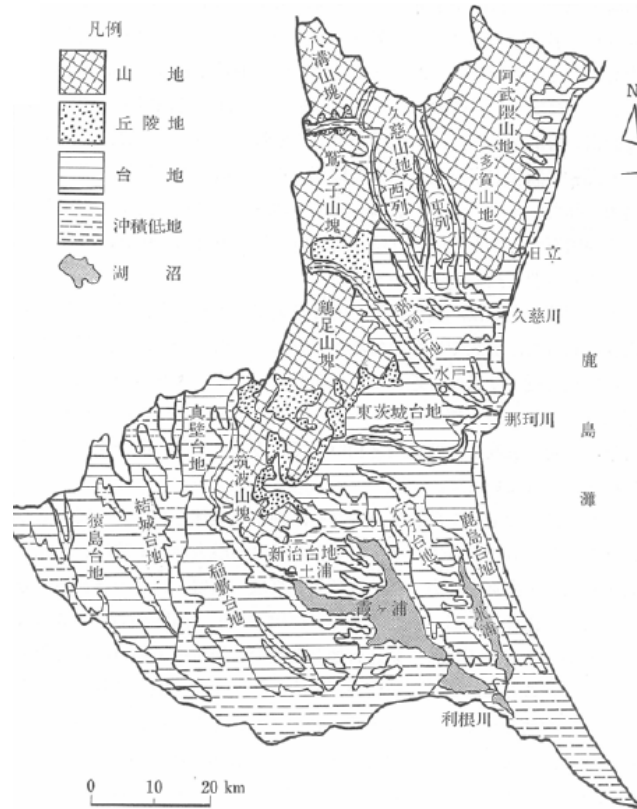 凡例
山地
丘陵地
台地
沖積低地
湖沼
N
八溝山塊
久慈山地
(西列)
(東列)
阿武隈山地
(多賀山地)
鷲ノ子山塊
日立
那珂台地
久慈川
鶏足山塊
水戸
鹿島灘
東茨城台地
那珂川
真壁台地
筑波山塊
結城台地
猿島台地
行方台地
鹿島台地
新治台地
土浦
稲敷台地
霞ヶ浦
北浦
利根川
0 10 20 km